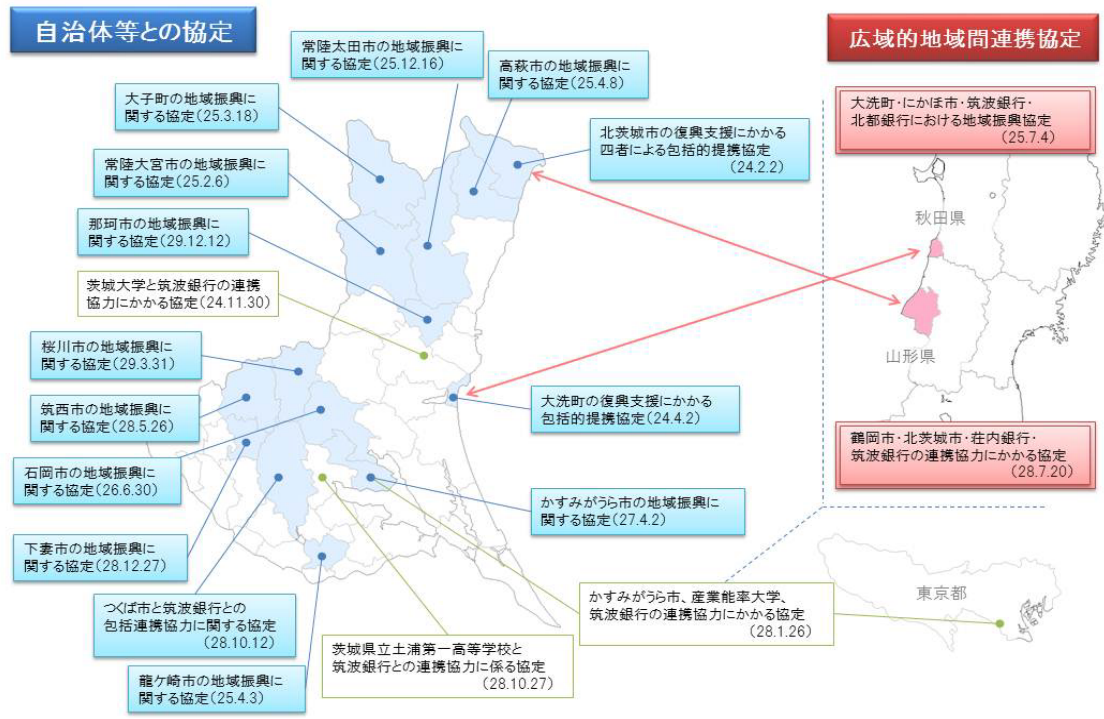 自治体等との協定
広域的地域間連携協定
常陸太田市の地域振興に
関する協定(25.12.16)
高萩市の地域振興に
関する協定(25.4.8)
大子町の地域振興に
関する協定(25.3.18)
北茨城市の復興支援にかかる
四者による包括的提携協定
(24.2.2)
常陸大宮市の地域振興に
関する協定(25.2.6)
那珂市の地域振興に
関する協定(29.12.12)
茨城大学と筑波銀行の連携
協力にかかる協定(24.11.30)
桜川市の地域振興に
関する協定(29.3.31)
筑西市の地域振興に
関する協定(28.5.26)
石岡市の地域振興に
関する協定(26.6.30)
下妻市の地域振興に
関する協定(28.12.27)
つくば市と筑波銀行との
包括連携協力に関する協定
(28.10.12)
龍ケ崎市の地域振興に
関する協定(25.4.3)
茨城県立土浦第一高等学校と
筑波銀行との連携協力に係る協定
(28.10.27)
大洗町の復興支援にかかる
包括的提携協定(24.4.2)
かすみがうら市の地域振興に
関する協定(27.4.2)
かすみがうら市、産業能率大学、
筑波銀行の連携協力にかかる協定
(28.1.26)
大洗町・にかほ市・筑波銀行・
北都銀行における地域振興協定
(25.7.4)
秋田県
山形県
鶴岡市・北茨城市・荘内銀行・
筑波銀行の連携協力にかかる協定
(28.7.20)
東京都